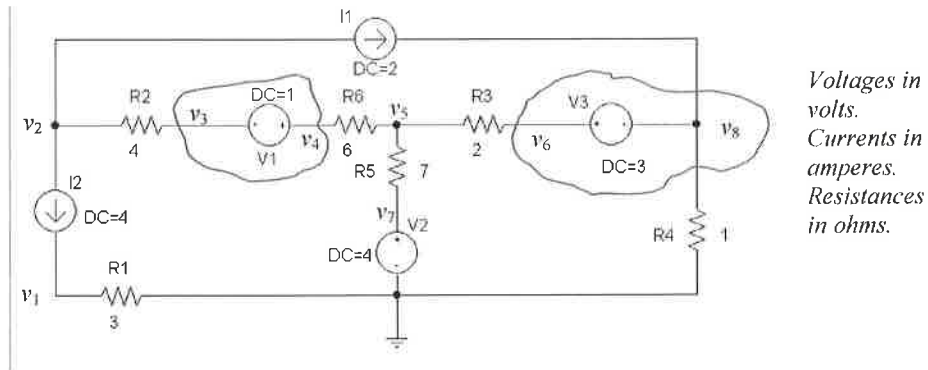 I1
DC=2
R2
4
v3
DC=1
V1
v4
R6
6
v5
R3
2
v6
V3
DC=3
v8
v2
I2
DC=4
R5
7
v7
V2
DC=4
R4
1
v1
R1
3
Voltages in
volts.
Currents in
amperes.
Resistances
in ohms.